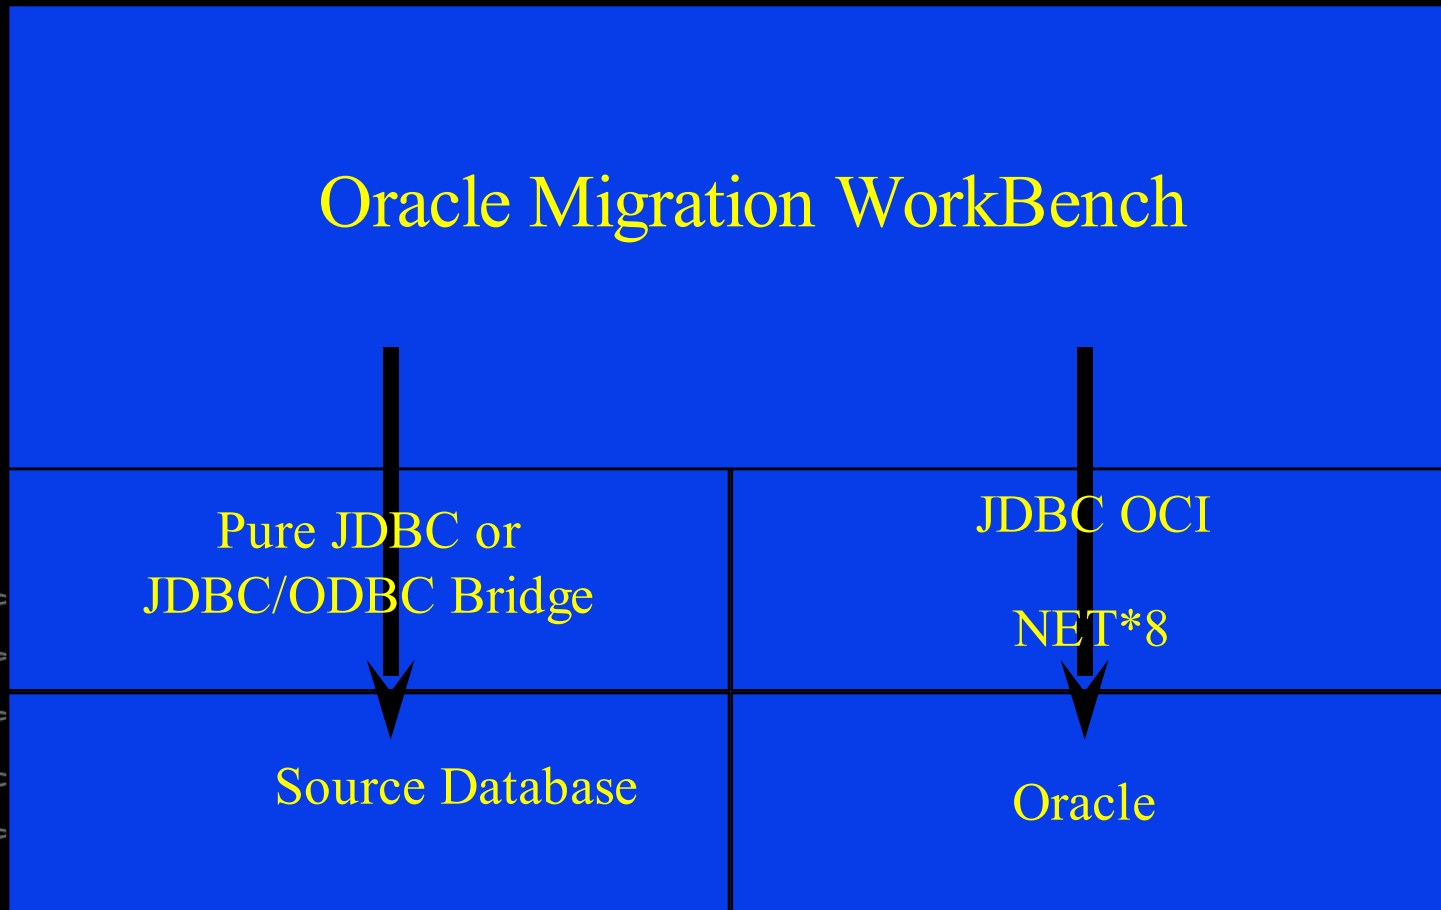 Oracle Migration WorkBench
Pure JDBC or
JDBC/ODBC Bridge
JDBC OCI
NET*8
Source Database
Oracle